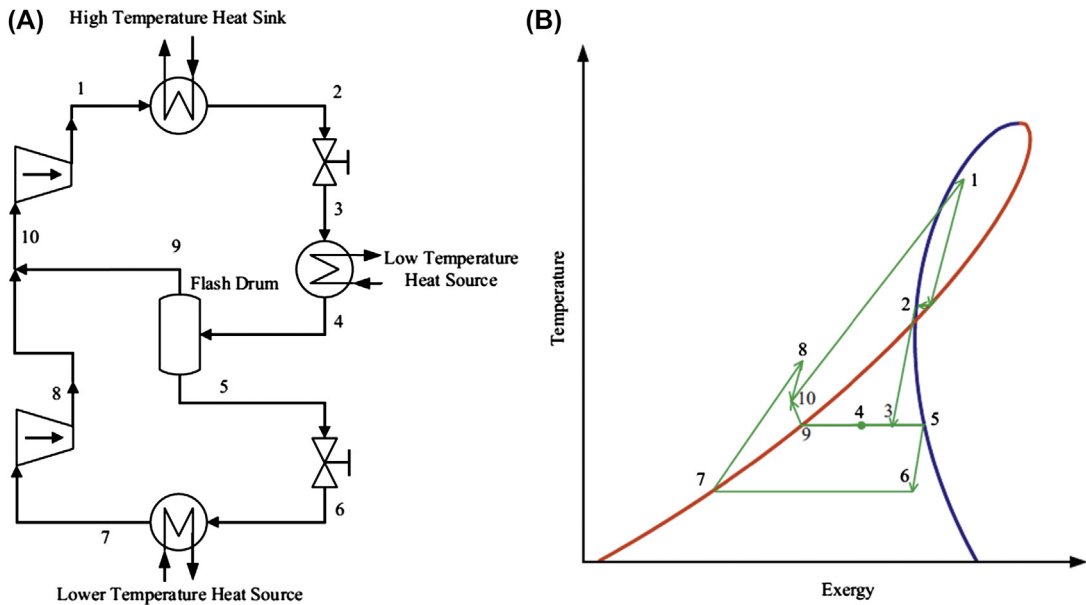 (A)
High Temperature Heat Sink
1
2
3
10
9
Low Temperature
Heat Source
Flash Drum
4
5
8
6
7
Lower Temperature Heat Source
(B)
Temperature
1
2
8
10
9
4
3
5
7
6
Exergy